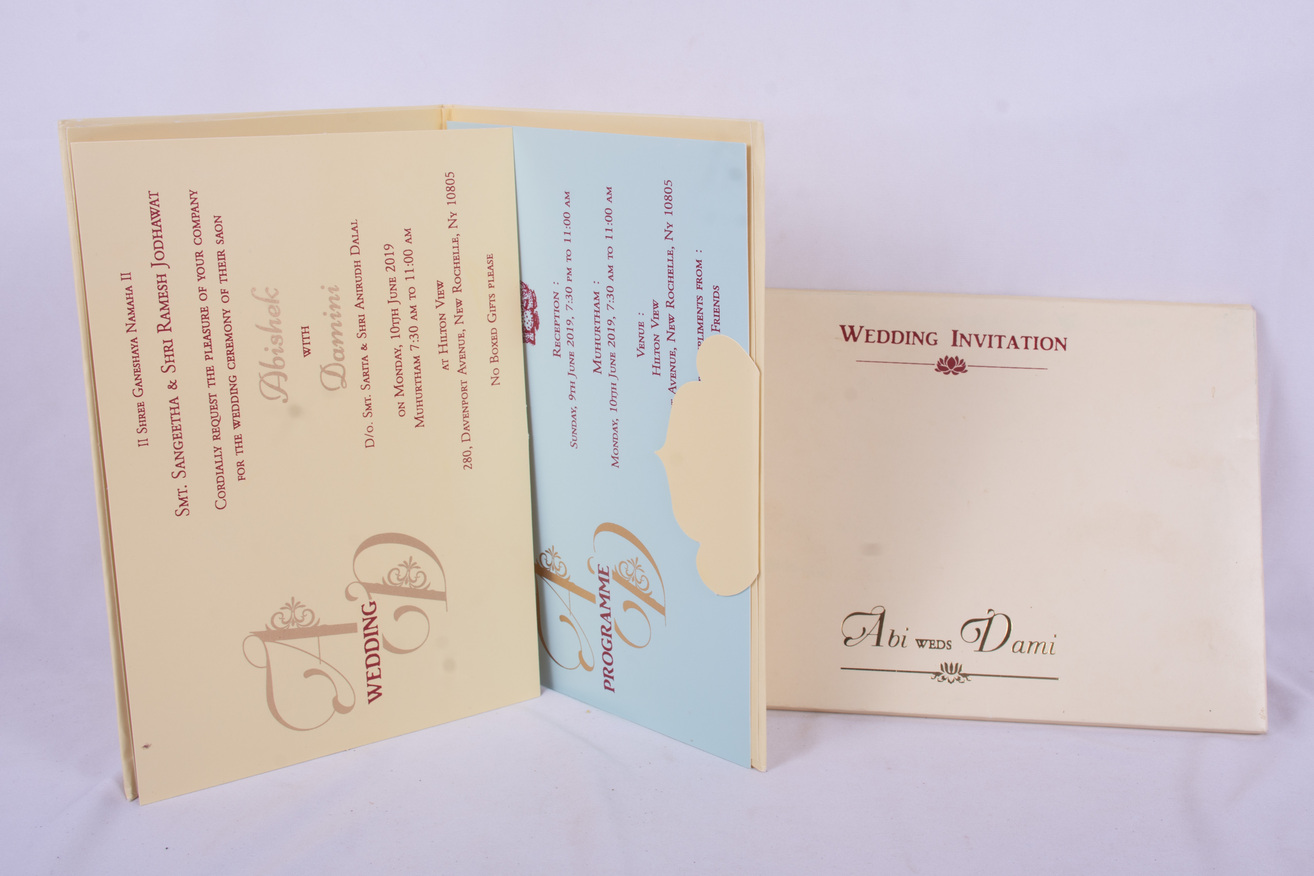 II Shree Ganeshaya Namaha II
Smt. Sangeetha & Shri Ramesh Jodhawat
Cordially request the pleasure of your company
for the wedding ceremony of their saon
Abishek
with
Damini
D/o. Smt. Sarita & Shri Anirudh Dalal
on Monday, 10th June 2019
Muhurtham 7:30 am to 11:00 am
at Hilton View
280, Davenport Avenue, New Rochelle, Ny 10805
No Boxed Gifts please
A D
WEDDING
Reception :
Sunday, 9th June 2019, 7:30 pm to 11:00 am
Muhurtham :
Monday, 10th June 2019, 7:30 am to 11:00 am
Venue :
Hilton View
Avenue, New Rochelle, Ny 10805
pliments from :
Friends
A D
PROGRAMME
Wedding Invitation
Abi weds Dami